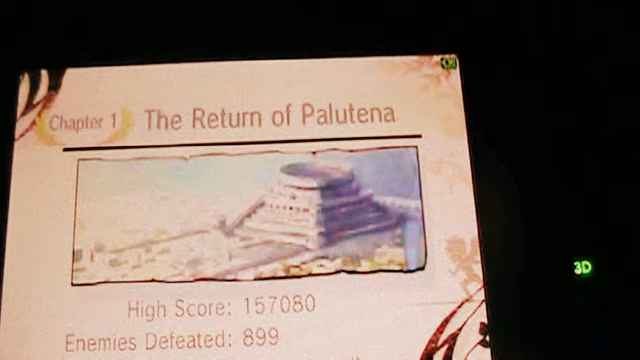 Chapter 1 The Return of Palutena
High Score: 157080
Enemies Defeated: 899
3D